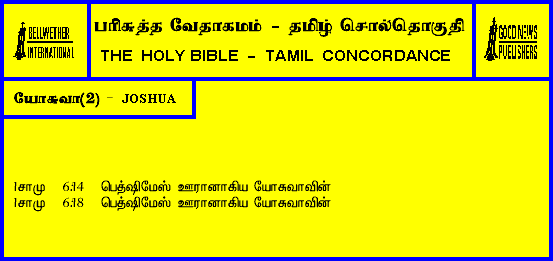 BELLWETHER
INTERNATIONAL
பரிசுத்த வேதாகமம் - தமிழ் சொல்தொகுதி
THE HOLY BIBLE - TAMIL CONCORDANCE
GOOD NEWS
PUBLISHERS
யோசுவா(2) - JOSHUA
1சாமு 6:14 பெத்ஷிமேஸ் ஊரானாகிய யோசுவாவின்
1சாமு 6:18 பெத்ஷிமேஸ் ஊரானாகிய யோசுவாவின்